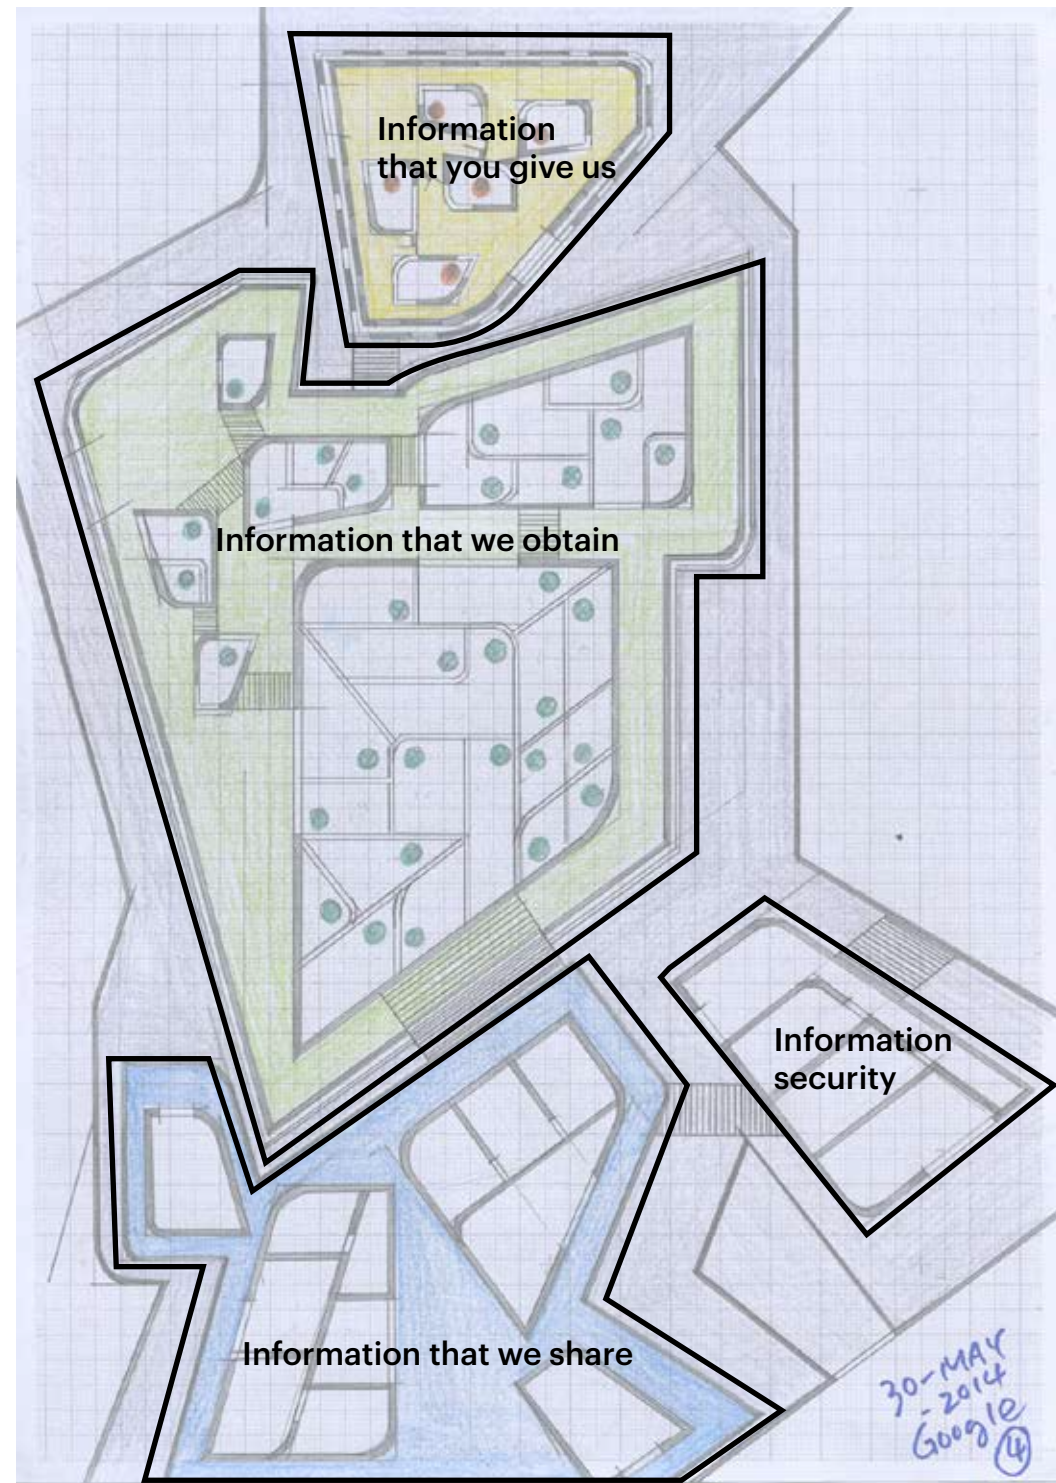 Information
that you give us
Information that we obtain
Information
security
Information that we share
30-MAY
- 2014
Google
4